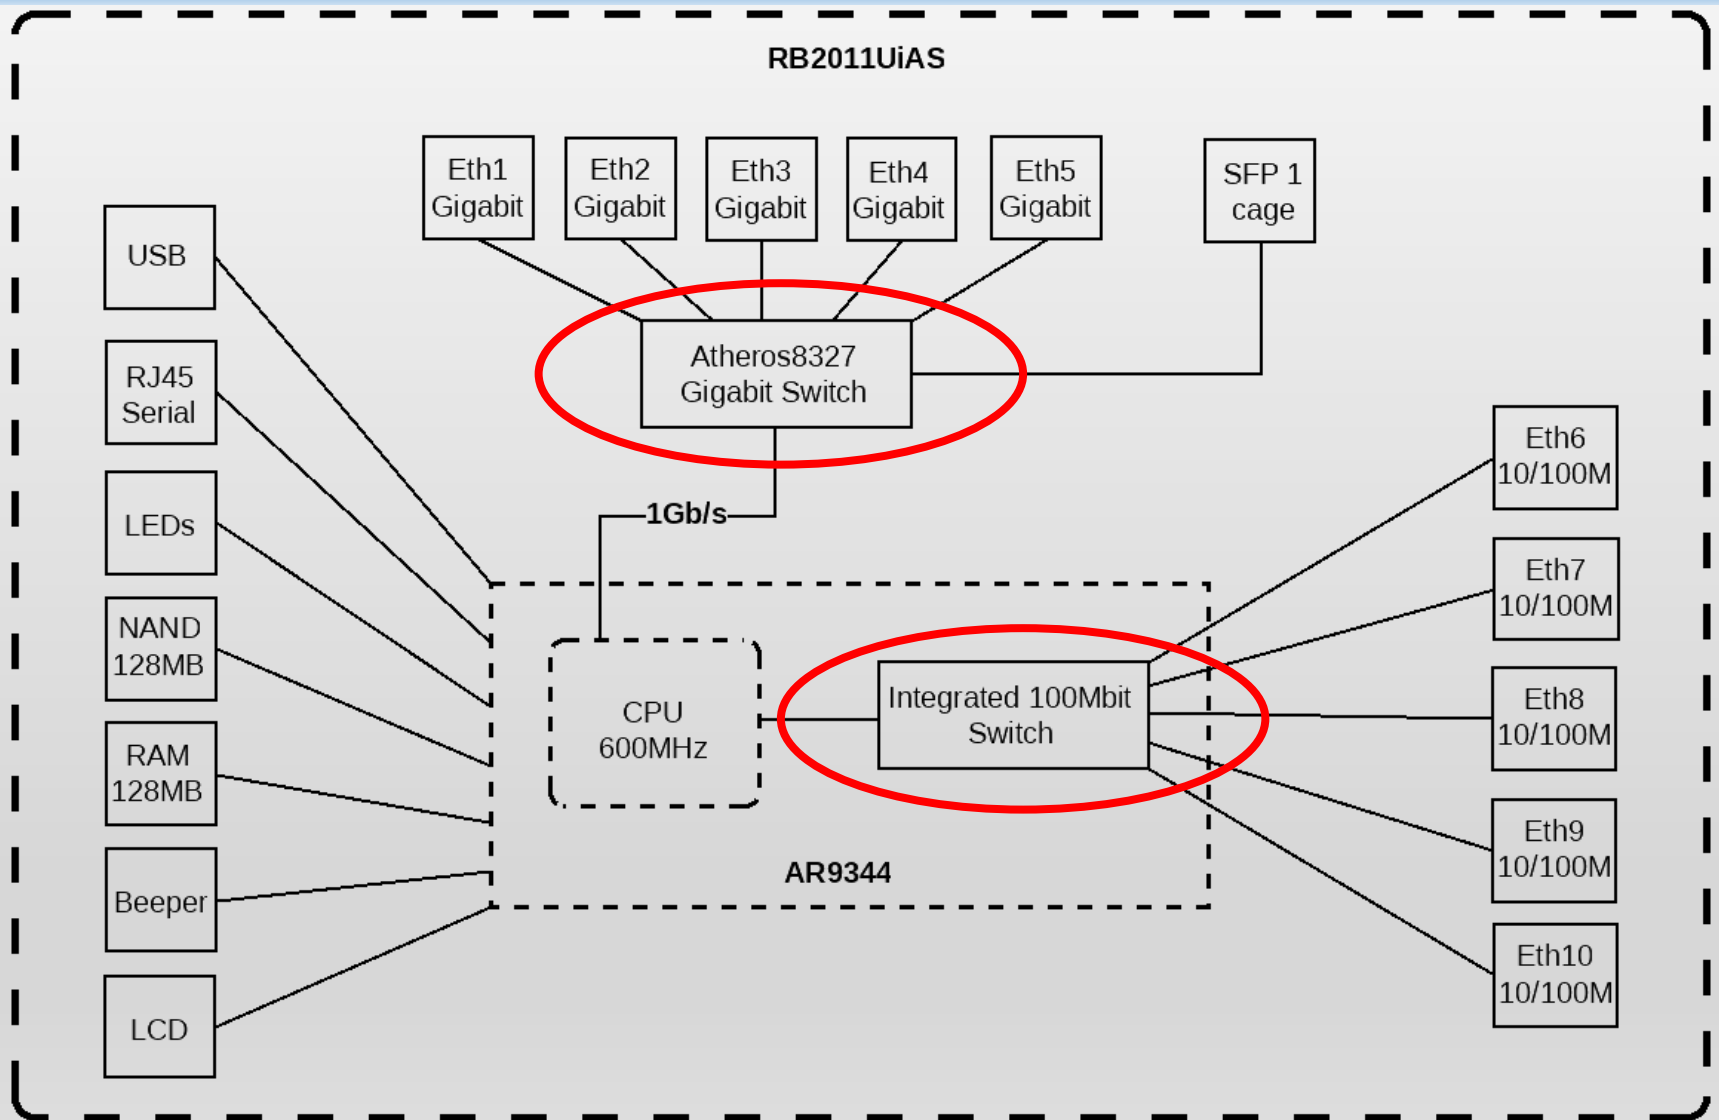 RB2011UiAS
Eth1
Gigabit
Eth2
Gigabit
Eth3
Gigabit
Eth4
Gigabit
Eth5
Gigabit
SFP 1
cage
USB
RJ45
Serial
LEDs
NAND
128MB
RAM
128MB
Beeper
LCD
Atheros8327
Gigabit Switch
1Gb/s
CPU
600MHz
Integrated 100Mbit
Switch
AR9344
Eth6
10/100M
Eth7
10/100M
Eth8
10/100M
Eth9
10/100M
Eth10
10/100M